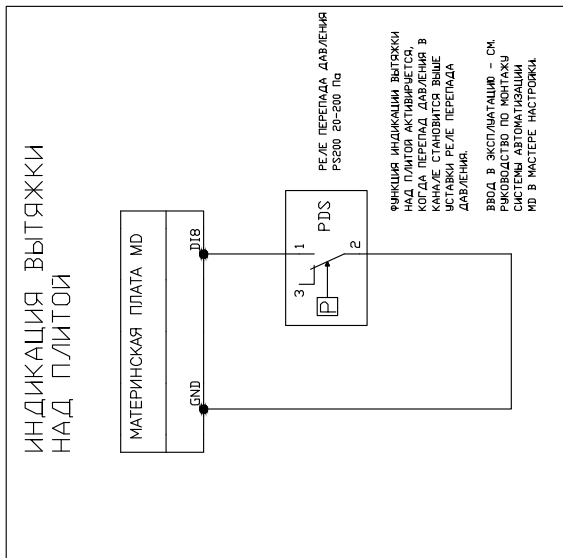 ИНДИКАЦИЯ ВЫТЯЖКИ
НАД ПЛИТОЙ
МАТЕРИНСКАЯ ПЛАТА MD
GND
DI8
1
2
3
P
PDS
РЕЛЕ ПЕРЕПАДА ДАВЛЕНИЯ
PS200 20-200 Па
ФУНКЦИЯ ИНДИКАЦИИ ВЫТЯЖКИ
НАД ПЛИТОЙ АКТИВИРУЕТСЯ,
КОГДА ПЕРЕПАД ДАВЛЕНИЯ В
КАНАЛЕ СТАНОВИТСЯ ВЫШЕ
УСТАВКИ РЕЛЕ ПЕРЕПАДА
ДАВЛЕНИЯ.
ВВОД В ЭКСПЛУАТАЦИЮ - СМ.
РУКОВОДСТВО ПО МОНТАЖУ
СИСТЕМЫ АВТОМАТИЗАЦИИ
MD В МАСТЕРЕ НАСТРОЙКИ.